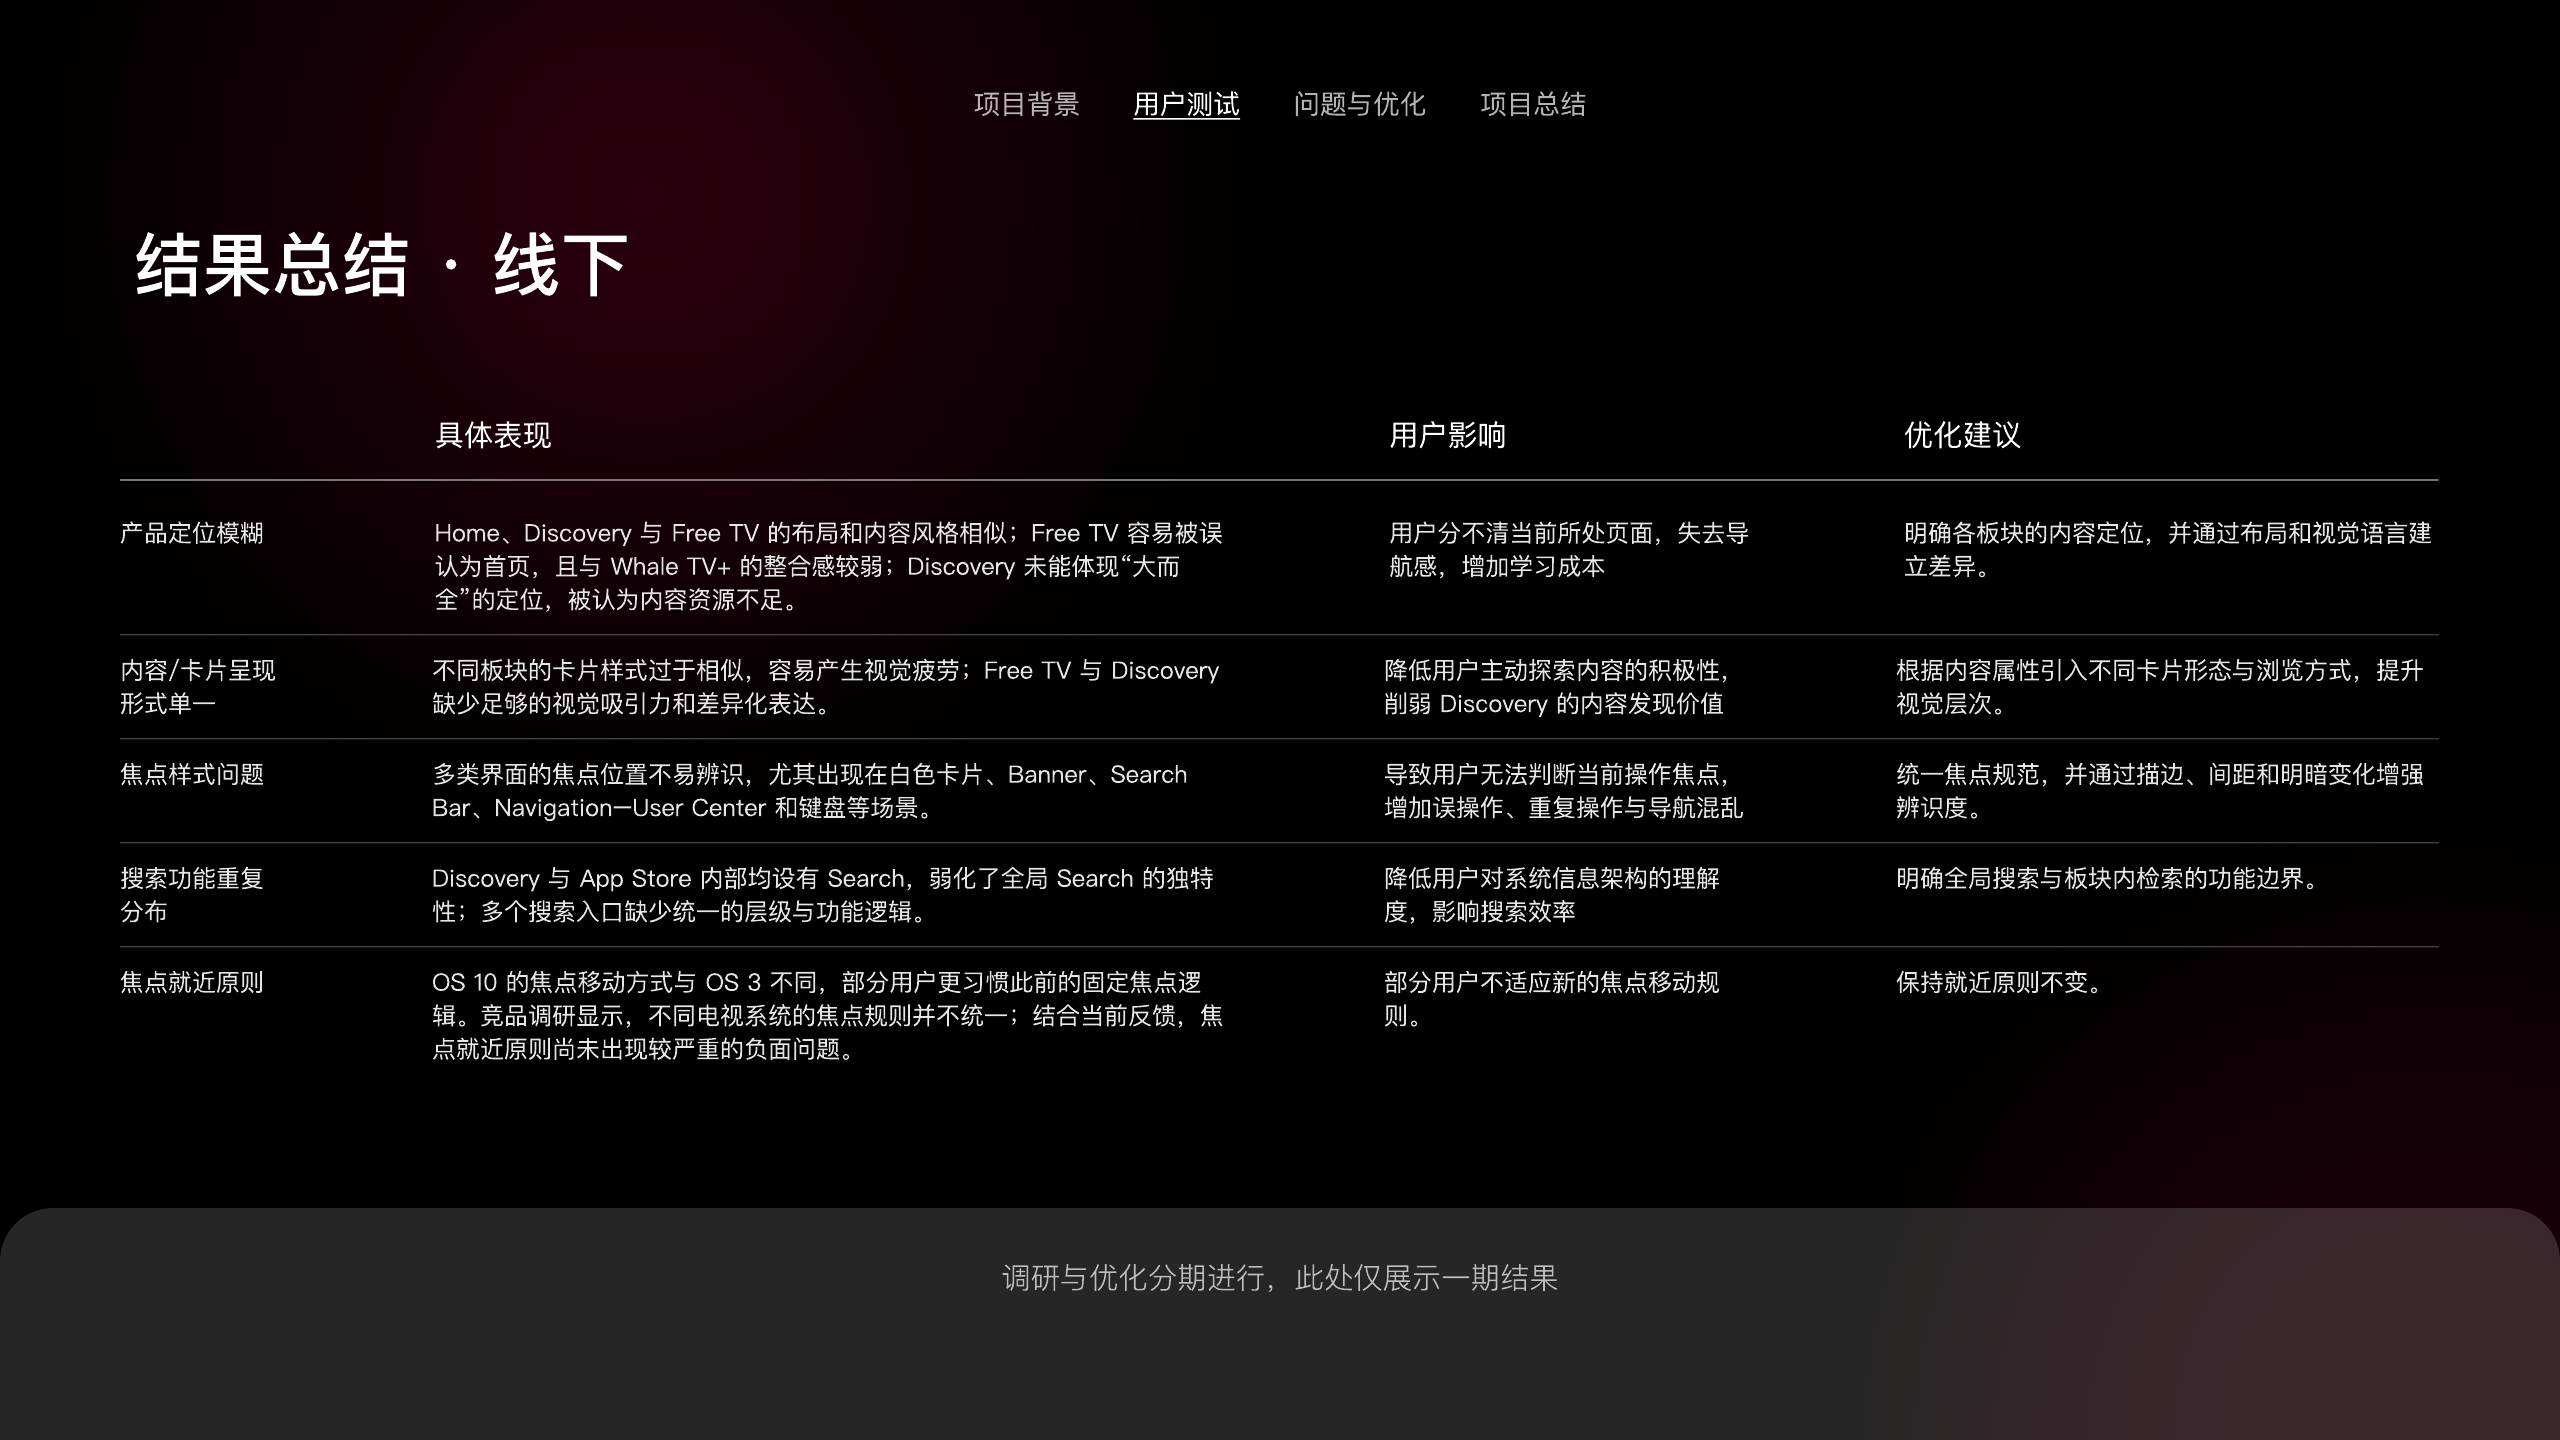 项目背景 用户测试 问题与优化 项目总结
结果总结 · 线下
具体表现 用户影响 优化建议
产品定位模糊
Home、Discovery 与 Free TV 的布局和内容风格相似；Free TV 容易被误
认为首页，且与 Whale TV+ 的整合感较弱；Discovery 未能体现“大而
全”的定位，被认为内容资源不足。
用户分不清当前所处页面，失去导
航感，增加学习成本
明确各板块的内容定位，并通过布局和视觉语言建
立差异。
内容/卡片呈现
形式单一
不同板块的卡片样式过于相似，容易产生视觉疲劳；Free TV 与 Discovery
缺少足够的视觉吸引力和差异化表达。
降低用户主动探索内容的积极性，
削弱 Discovery 的内容发现价值
根据内容属性引入不同卡片形态与浏览方式，提升
视觉层次。
焦点样式问题
多类界面的焦点位置不易辨识，尤其出现在白色卡片、Banner、Search
Bar、Navigation—User Center 和键盘等场景。
导致用户无法判断当前操作焦点，
增加误操作、重复操作与导航混乱
统一焦点规范，并通过描边、间距和明暗变化增强
辨识度。
搜索功能重复
分布
Discovery 与 App Store 内部均设有 Search，弱化了全局 Search 的独特
性；多个搜索入口缺少统一的层级与功能逻辑。
降低用户对系统信息架构的理解
度，影响搜索效率
明确全局搜索与板块内检索的功能边界。
焦点就近原则
OS 10 的焦点移动方式与 OS 3 不同，部分用户更习惯此前的固定焦点逻
辑。竞品调研显示，不同电视系统的焦点规则并不统一；结合当前反馈，焦
点就近原则尚未出现较严重的负面问题。
部分用户不适应新的焦点移动规
则。
保持就近原则不变。
调研与优化分期进行，此处仅展示一期结果